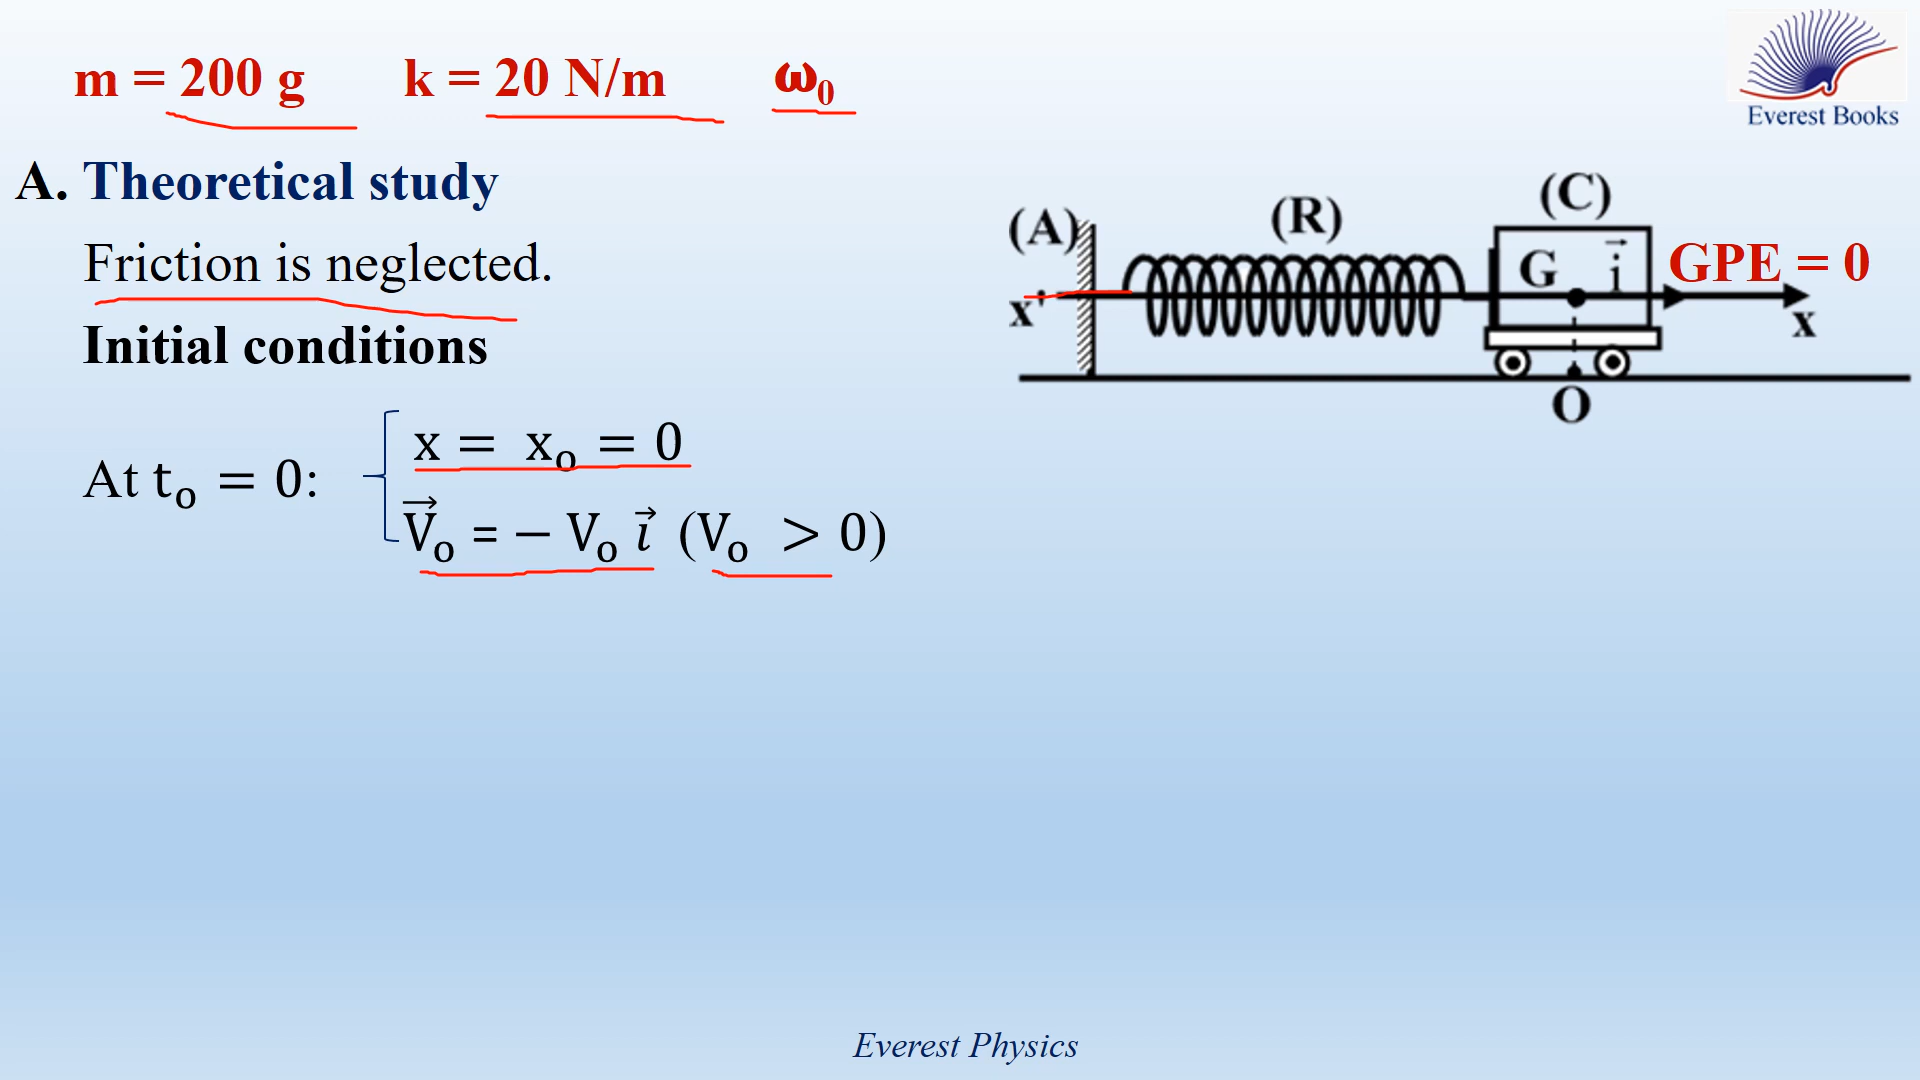 m = 200 g k = 20 N/m ω₀
Everest Books
A. Theoretical study
Friction is neglected.
Initial conditions
At t₀ = 0:
x = x₀ = 0
V⃗₀ = − V₀ i⃗ (V₀ > 0)
(A) (R) (C)
G i⃗ GPE = 0
x' x
O
Everest Physics